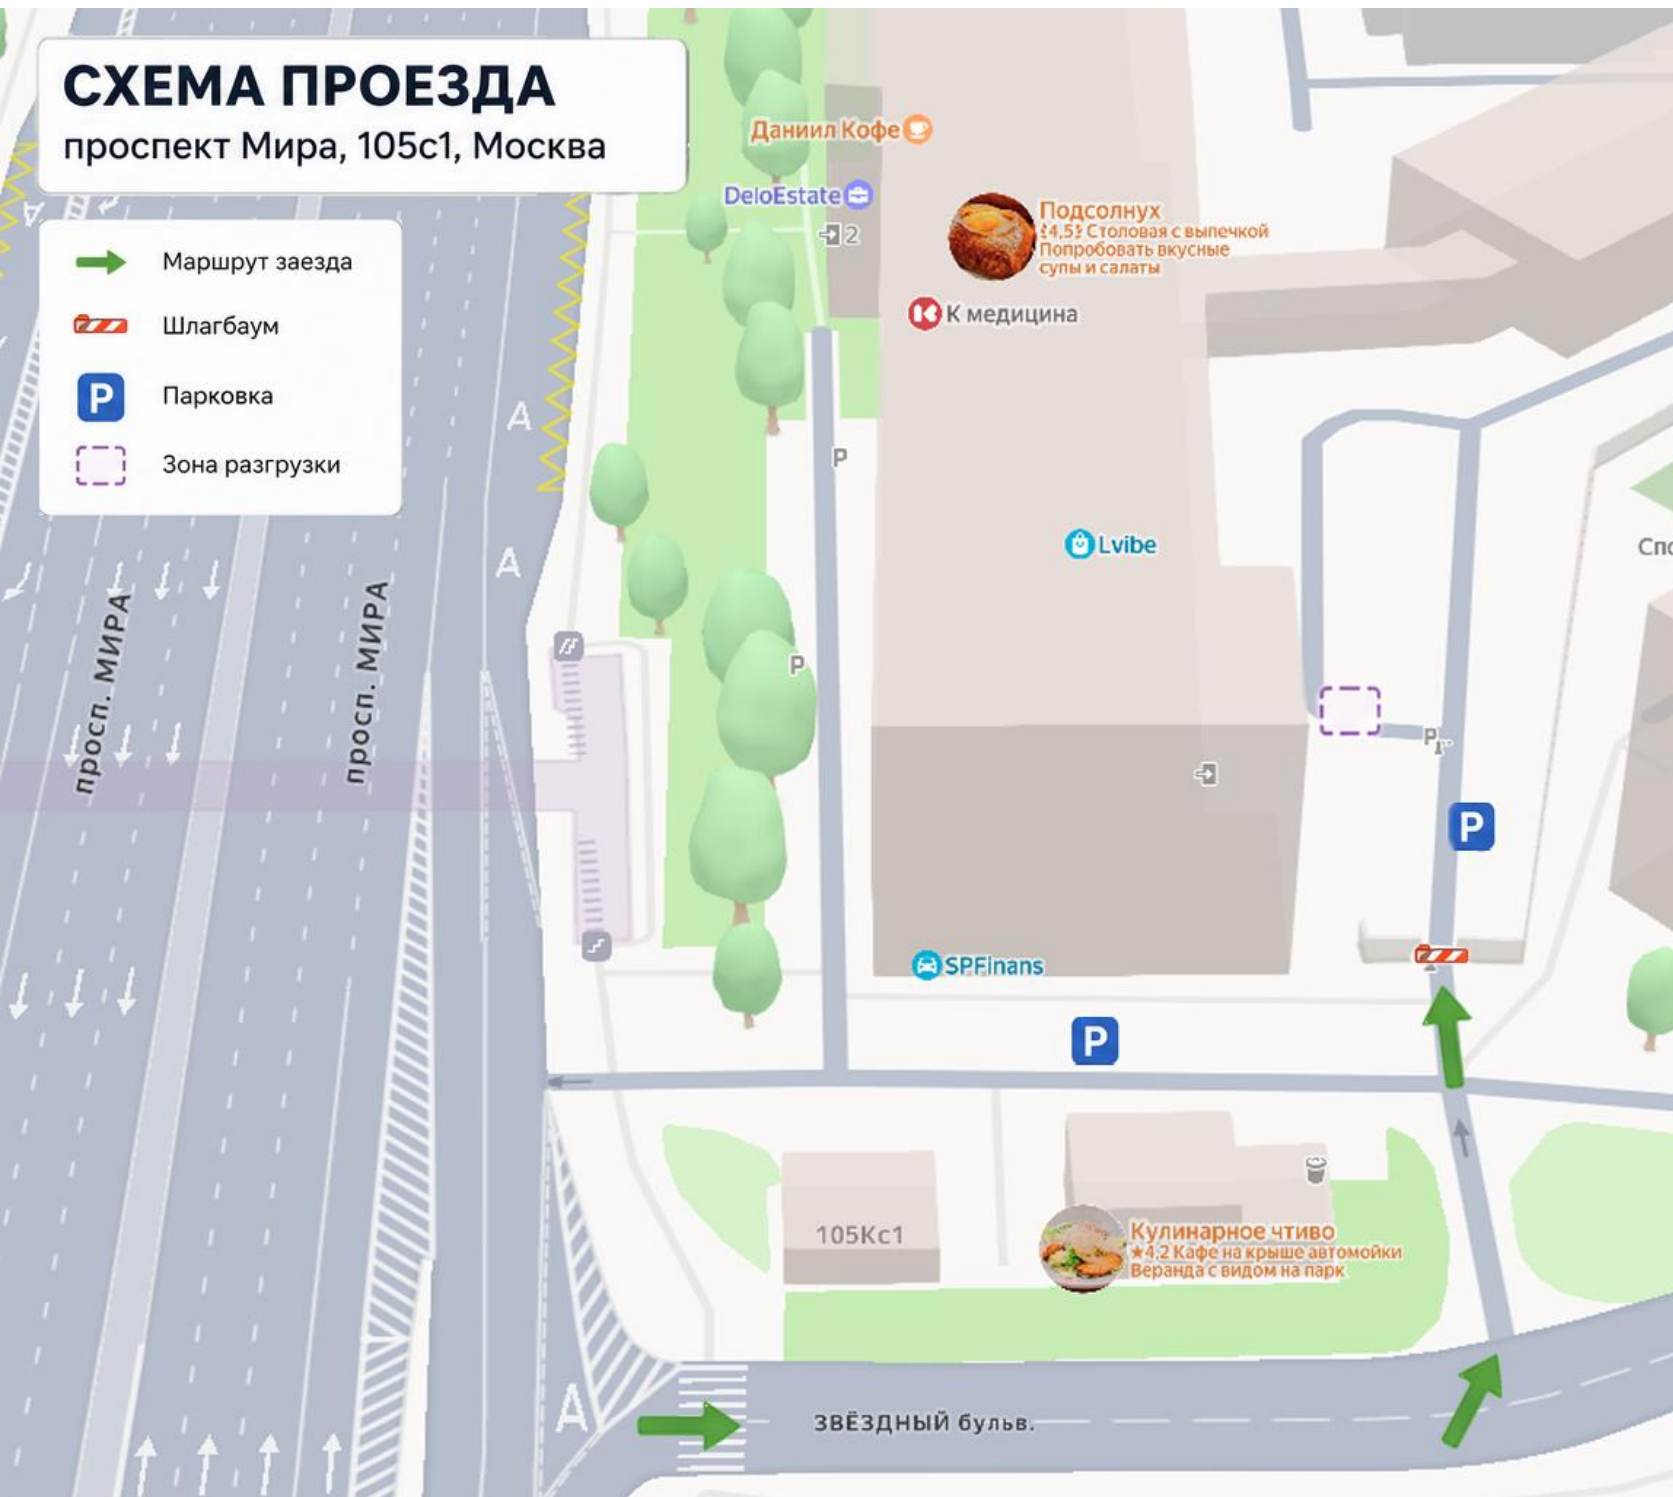 СХЕМА ПРОЕЗДА
проспект Мира, 105с1, Москва
Маршрут заезда
Шлагбаум
P
Парковка
Зона разгрузки
Даниил Кофе
DeloEstate
2
Подсолнух
4,5 Столовая с выпечкой
Попробовать вкусные
супы и салаты
К медицина
A
P
Lvibe
A
Спо
просп. МИРА
просп. МИРА
P
P
P
SPFinans
P
105Кс1
Кулинарное чтиво
★4,2 Кафе на крыше автомойки
Веранда с видом на парк
A
ЗВЁЗДНЫЙ бульв.